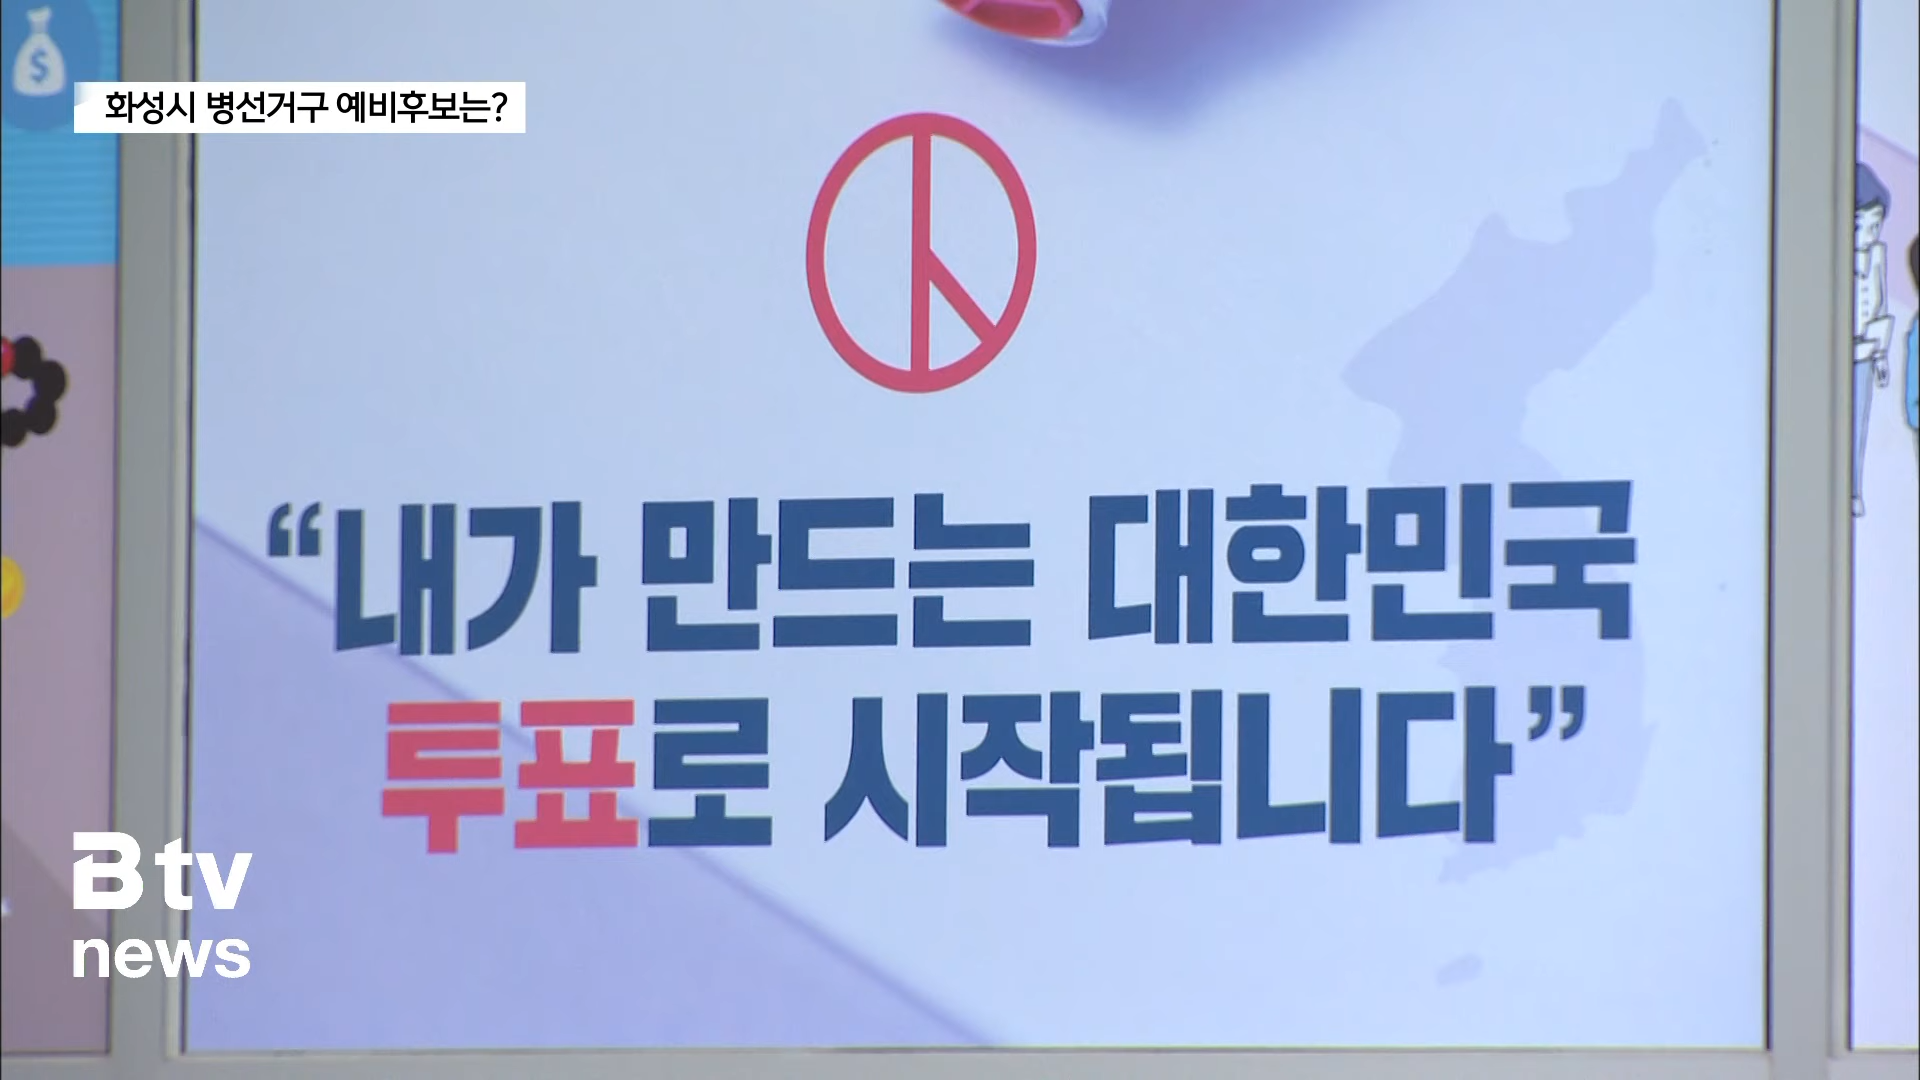 $
화성시 병선거구 예비후보는?
“내가 만드는 대한민국
투표로 시작됩니다”
B tv
news